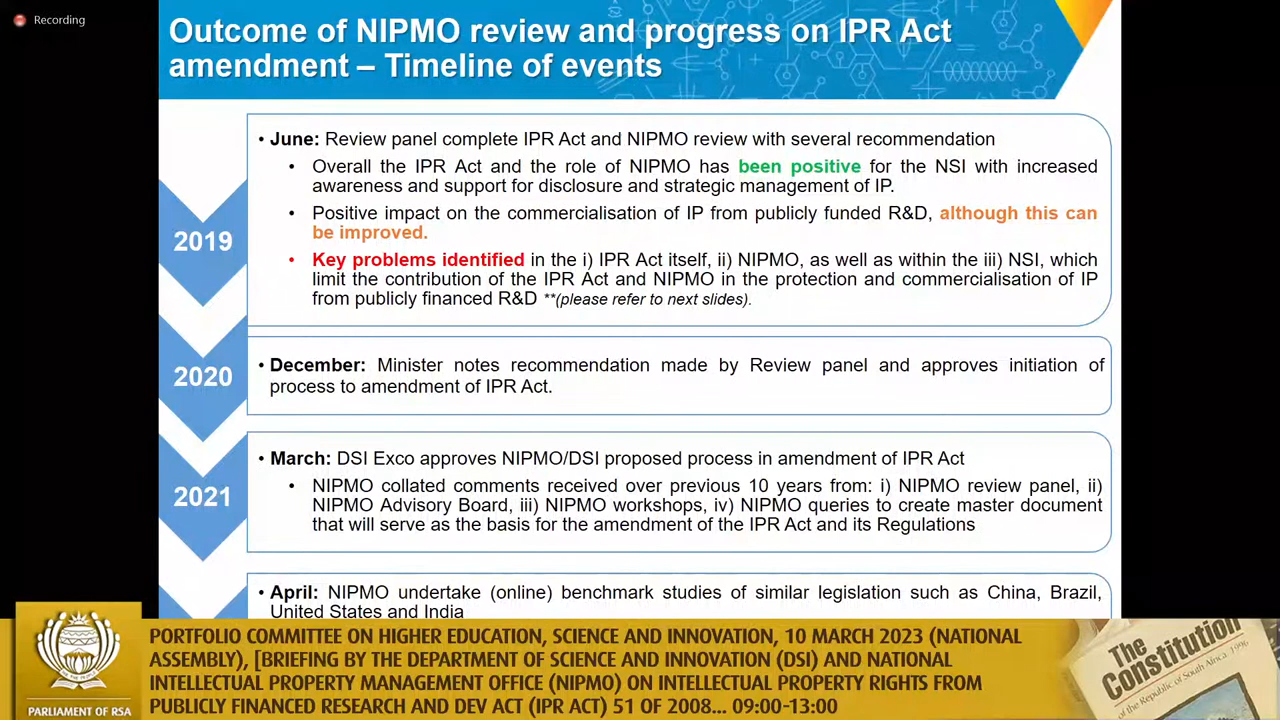 Recording
Outcome of NIPMO review and progress on IPR Act
amendment – Timeline of events
2019
• June: Review panel complete IPR Act and NIPMO review with several recommendation
• Overall the IPR Act and the role of NIPMO has been positive for the NSI with increased
awareness and support for disclosure and strategic management of IP.
• Positive impact on the commercialisation of IP from publicly funded R&D, although this can
be improved.
• Key problems identified in the i) IPR Act itself, ii) NIPMO, as well as within the iii) NSI, which
limit the contribution of the IPR Act and NIPMO in the protection and commercialisation of IP
from publicly financed R&D **(please refer to next slides).
2020
• December: Minister notes recommendation made by Review panel and approves initiation of
process to amendment of IPR Act.
2021
• March: DSI Exco approves NIPMO/DSI proposed process in amendment of IPR Act
• NIPMO collated comments received over previous 10 years from: i) NIPMO review panel, ii)
NIPMO Advisory Board, iii) NIPMO workshops, iv) NIPMO queries to create master document
that will serve as the basis for the amendment of the IPR Act and its Regulations
• April: NIPMO undertake (online) benchmark studies of similar legislation such as China, Brazil,
United States and India
PARLIAMENT OF RSA
PORTFOLIO COMMITTEE ON HIGHER EDUCATION, SCIENCE AND INNOVATION, 10 MARCH 2023 (NATIONAL
ASSEMBLY), [BRIEFING BY THE DEPARTMENT OF SCIENCE AND INNOVATION (DSI) AND NATIONAL
INTELLECTUAL PROPERTY MANAGEMENT OFFICE (NIPMO) ON INTELLECTUAL PROPERTY RIGHTS FROM
PUBLICLY FINANCED RESEARCH AND DEV ACT (IPR ACT) 51 OF 2008... 09:00-13:00
The
Constitution
of the Republic of South Africa, 1996